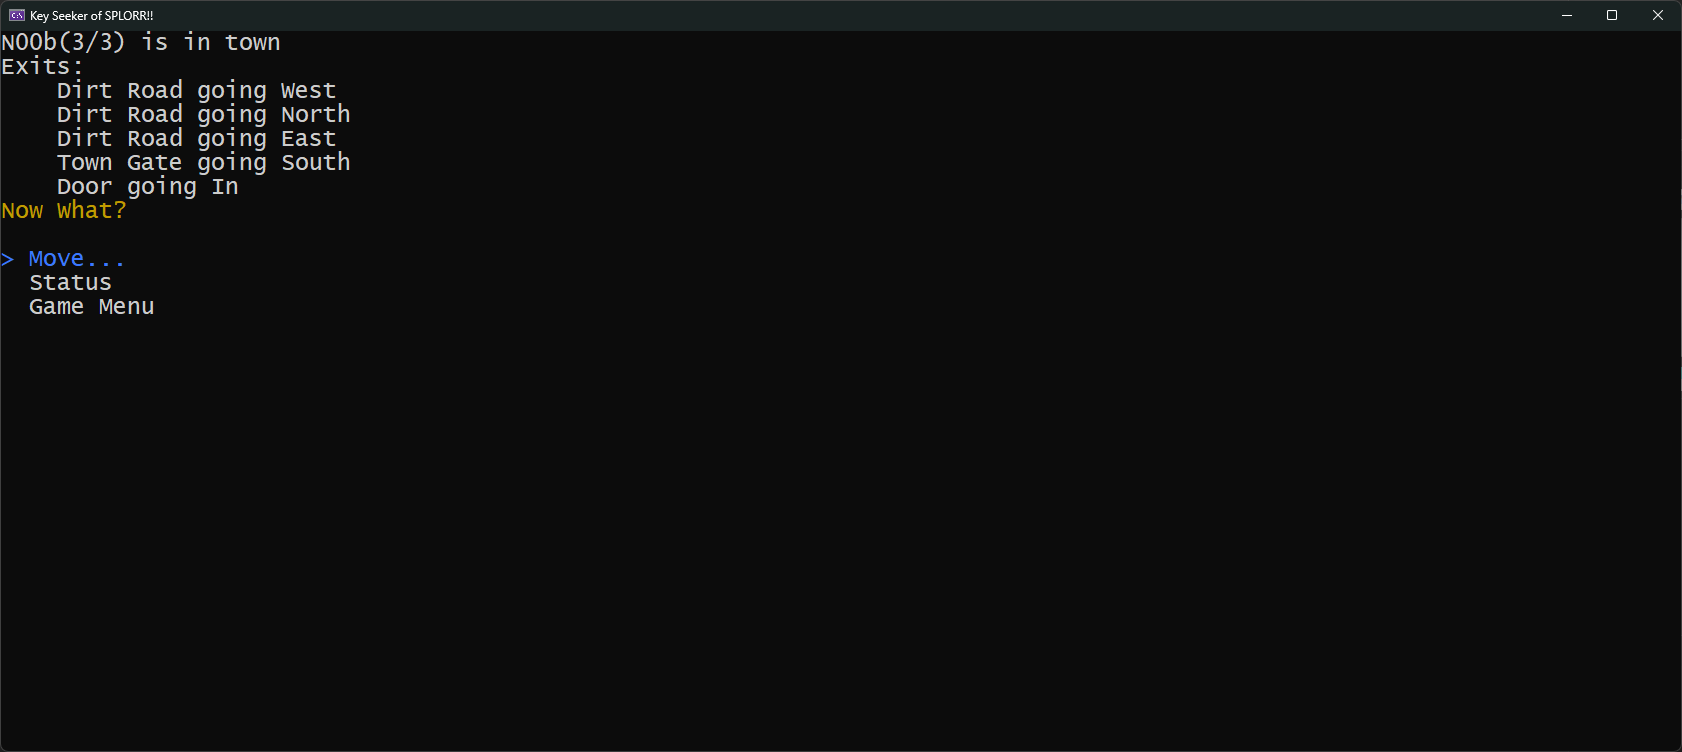 Key Seeker of SPLORR!!
N00b(3/3) is in town
Exits:
    Dirt Road going West
    Dirt Road going North
    Dirt Road going East
    Town Gate going South
    Door going In
Now What?

> Move...
  Status
  Game Menu